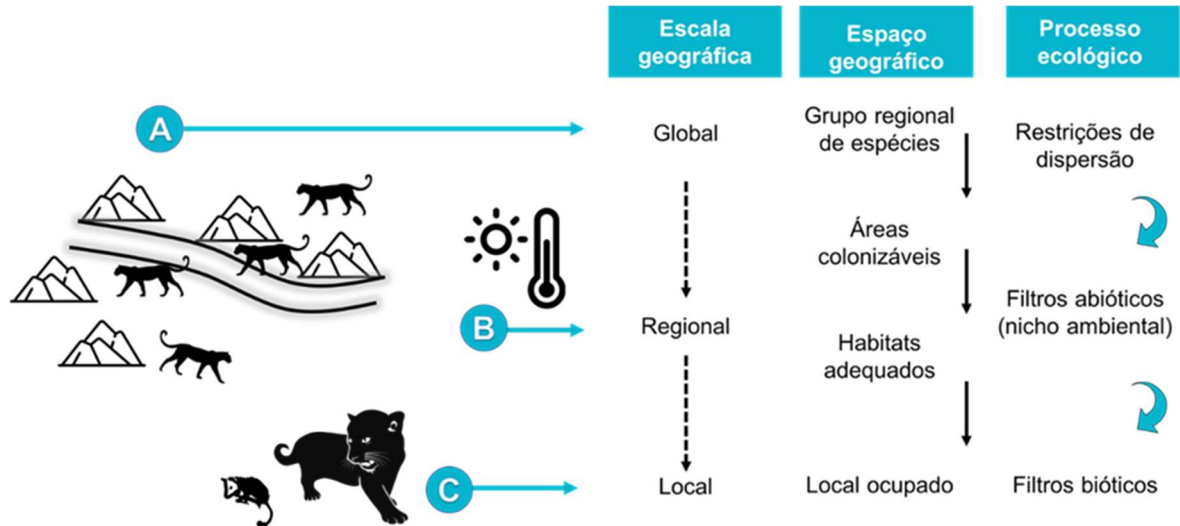 Escala
geográfica
Espaço
geográfico
Processo
ecológico
A
Global
Grupo regional
de espécies
Restrições de
dispersão
Áreas
colonizáveis
B
Regional
Filtros abióticos
(nicho ambiental)
Habitats
adequados
C
Local
Local ocupado
Filtros bióticos